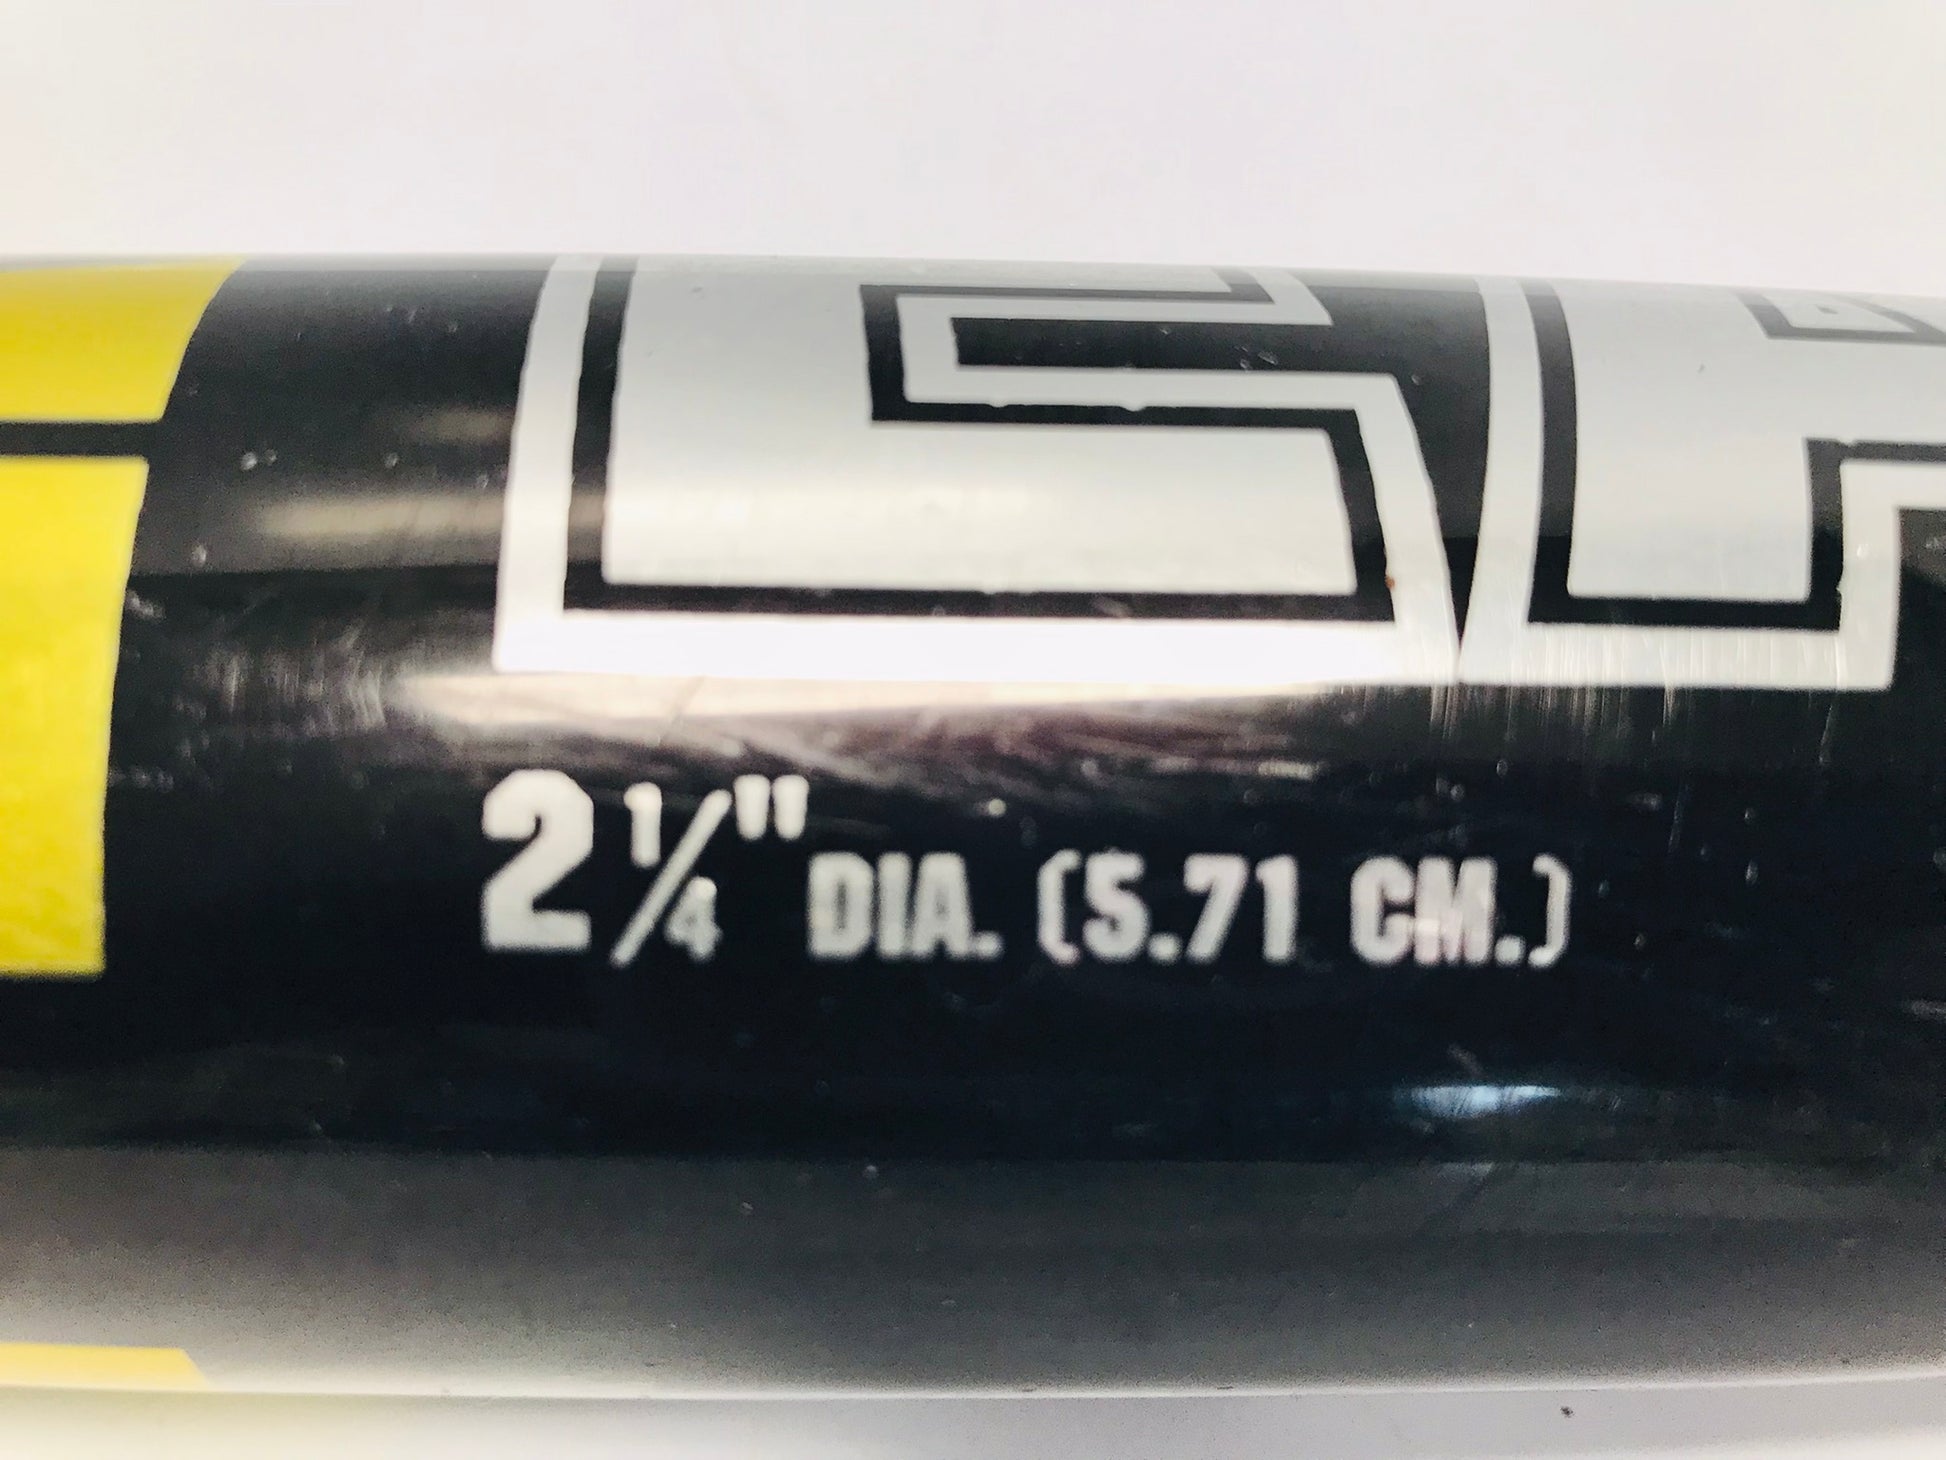 2 1/4" DIA. (5.71 CM.)